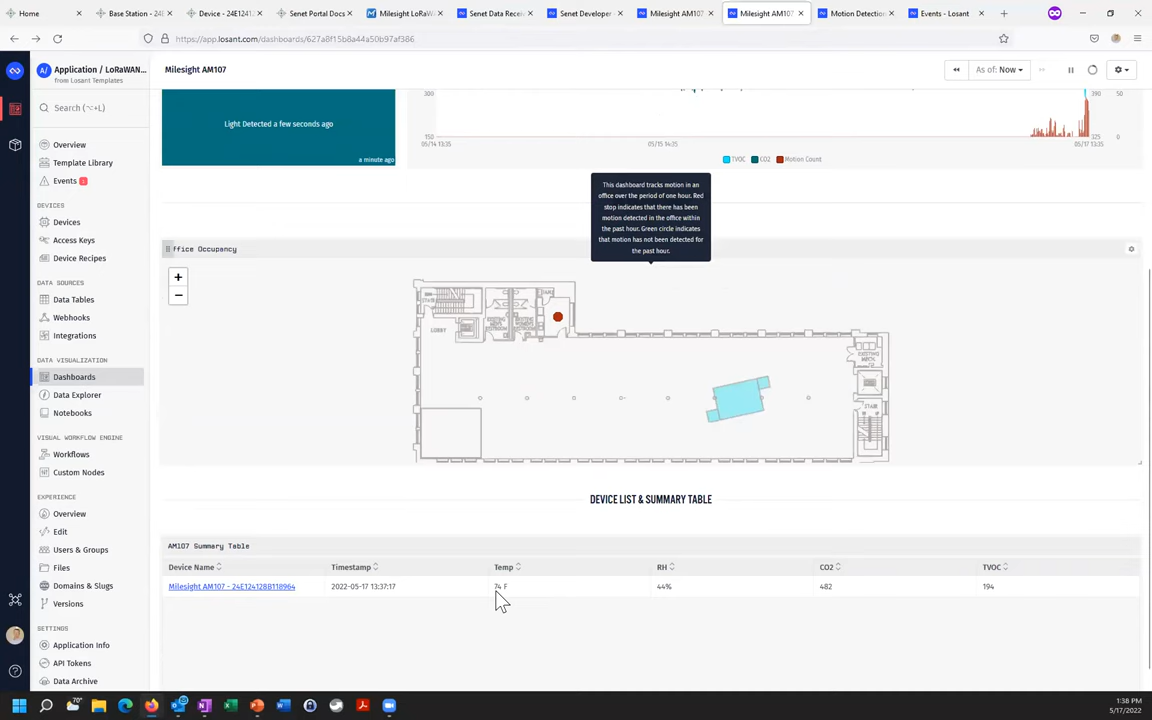 Home
Base Station - 24E
Device - 24E1241
Senet Portal Docs
Milesight LoRaW
Senet Data Recei
Senet Developer
Milesight AM107
Milesight AM107
Motion Detection
Events - Losant
https://app.losant.com/dashboards/627a8f15b8a44a50b97af386
Application / LoRaWAN...
from Losant Templates
Search (⌥+L)
Overview
Template Library
Events
DEVICES
Devices
Access Keys
Device Recipes
DATA SOURCES
Data Tables
Webhooks
Integrations
DATA VISUALIZATION
Dashboards
Data Explorer
Notebooks
VISUAL WORKFLOW ENGINE
Workflows
Custom Nodes
EXPERIENCE
Overview
Edit
Users & Groups
Files
Domains & Slugs
Versions
SETTINGS
Application Info
API Tokens
Data Archive
Milesight AM107
As of: Now
Light Detected a few seconds ago
a minute ago
300
150
390
325
50
0
05/14 13:35
05/15 14:35
05/17 13:35
TVOC
CO2
Motion Count
This dashboard tracks motion in an
office over the period of one hour. Red
stop indicates that there has been
motion detected in the office within
the past hour. Green circle indicates
that motion has not been detected for
the past hour.
ffice Occupancy
+
−
LOBBY
STAIR
DEVICE LIST & SUMMARY TABLE
AM107 Summary Table
Device Name
Timestamp
Temp
RH
CO2
TVOC
Milesight AM107 - 24E124128B118964
2022-05-17 13:37:17
74 F
44%
482
194
70°
1:38 PM
5/17/2022